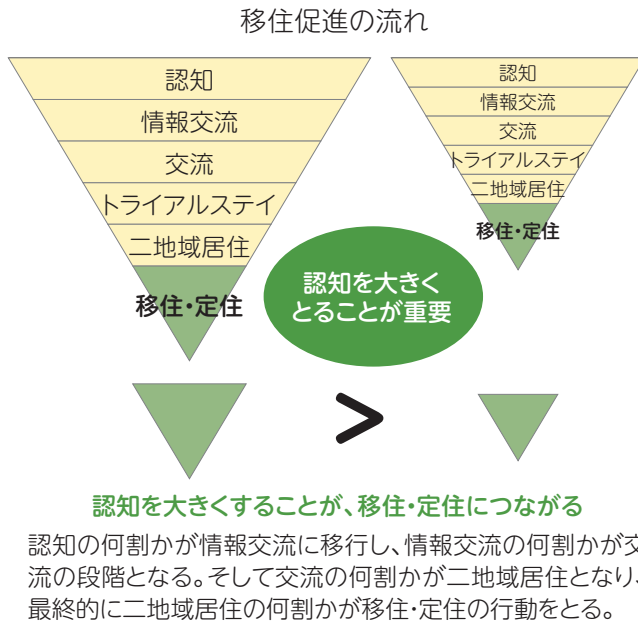 移住促進の流れ
認知
情報交流
交流
トライアルステイ
二地域居住
移住・定住
認知
情報交流
交流
トライアルステイ
二地域居住
移住・定住
認知を大きく
とることが重要
>
認知を大きくすることが、移住・定住につながる
認知の何割かが情報交流に移行し、情報交流の何割かが交
流の段階となる。そして交流の何割かが二地域居住となり、
最終的に二地域居住の何割かが移住・定住の行動をとる。